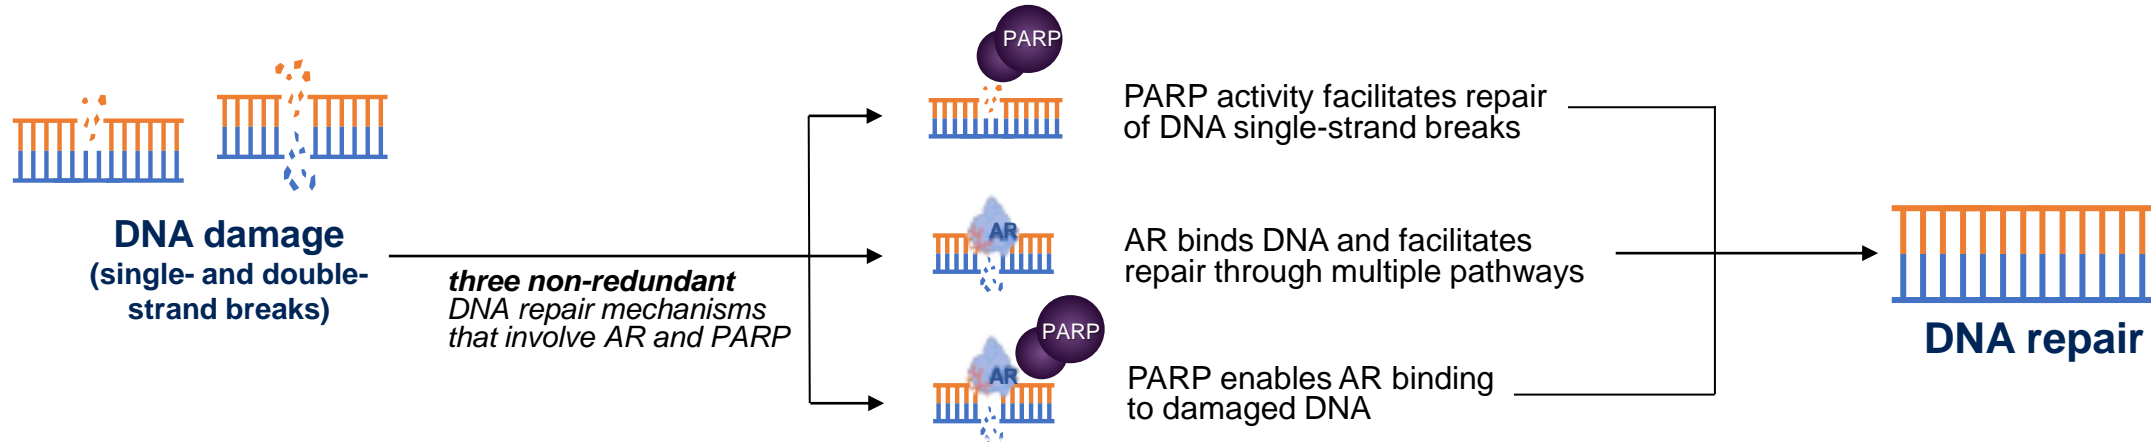 DNA damage
(single- and double-
strand breaks)
three non-redundant
DNA repair mechanisms
that involve AR and PARP
PARP
PARP activity facilitates repair
of DNA single-strand breaks
AR
AR binds DNA and facilitates
repair through multiple pathways
PARP
AR
PARP enables AR binding
to damaged DNA
DNA repair